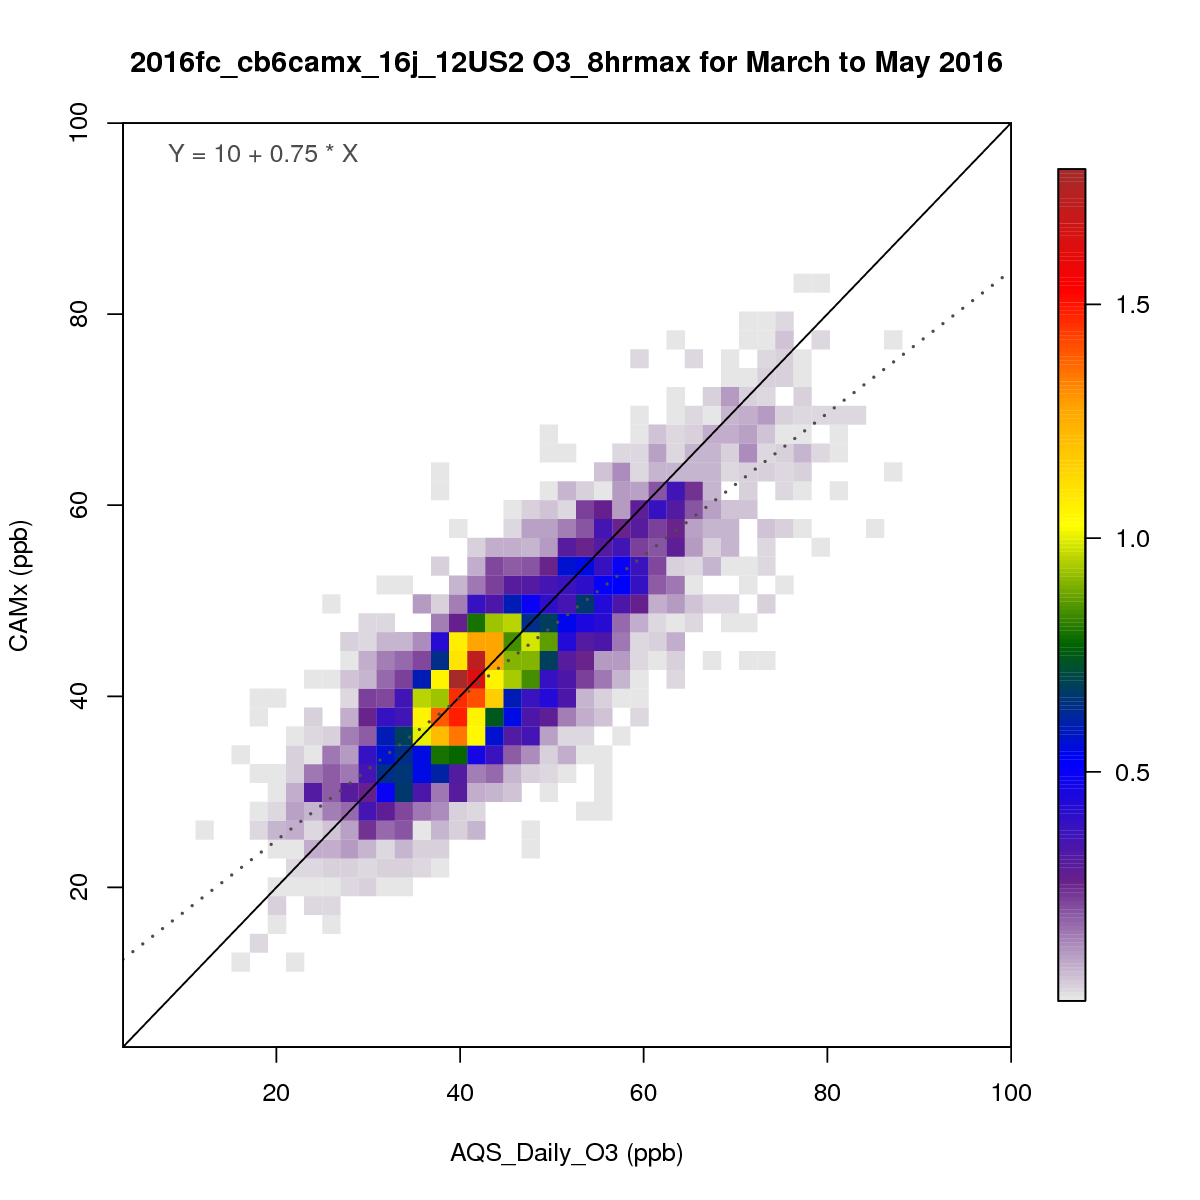 2016fc_cb6camx_16j_12US2 O3_8hrmax for March to May 2016
Y = 10 + 0.75 * X
100
80
60
40
20
CAMx (ppb)
20 40 60 80 100
AQS_Daily_O3 (ppb)
1.5
1.0
0.5